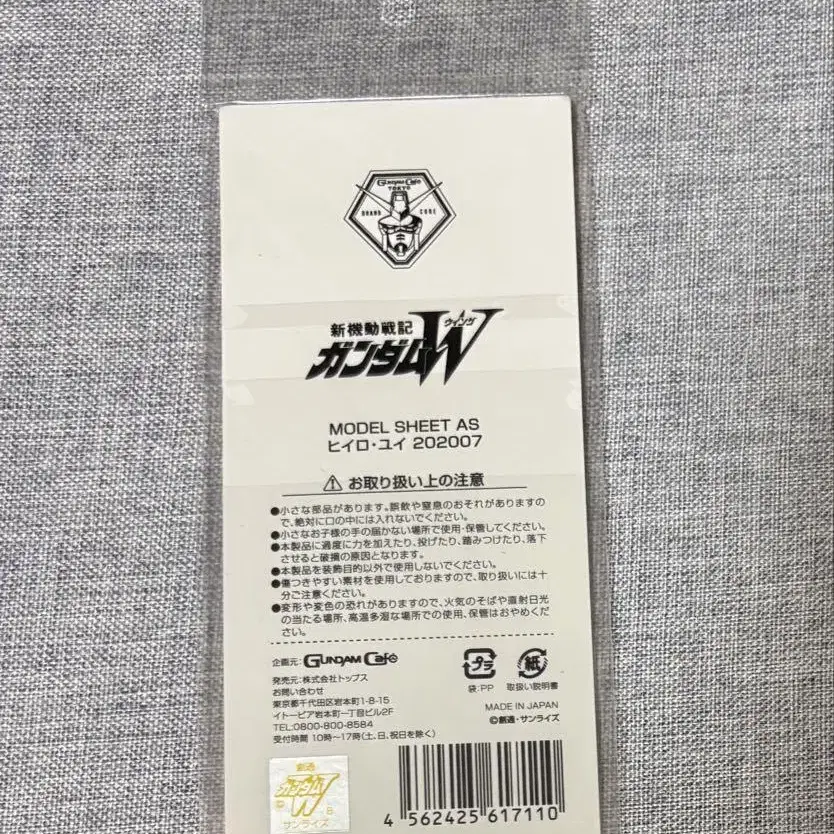 GUNDAM Café
TOKYO
BRAND CODE
新機動戦記
ガンダムW
ウイング
MODEL SHEET AS
ヒイロ・ユイ 202007
お取り扱い上の注意
●小さな部品があります。誤飲や窒息のおそれがありますの
で、絶対に口の中には入れないでください。
●小さなお子様の手の届かない場所で使用・保管してください。
●本製品に過度に力を加えたり、投げたり、踏みつけたり、落下
させると破損の原因となります。
●本製品を装飾目的以外で使用しないでください。
●傷つきやすい素材を使用しておりますので、取り扱いには十
分ご注意ください。
●変形や変色の恐れがありますので、火気のそばや直射日光
の当たる場所、高温多湿な場所での使用、保管はおやめくだ
さい。
企画元:GUNDAM Café
発売元:株式会社トップス
お問い合わせ
東京都千代田区岩本町1-8-15
イトーピア岩本町一丁目ビル2F
TEL:0800-800-8584
受付時間 10時〜17時(土、日、祝日を除く)
プラ
袋:PP
紙
取扱い説明書
MADE IN JAPAN
©創通・サンライズ
創通
ガンダムW
サンライズ
4 562425 617110